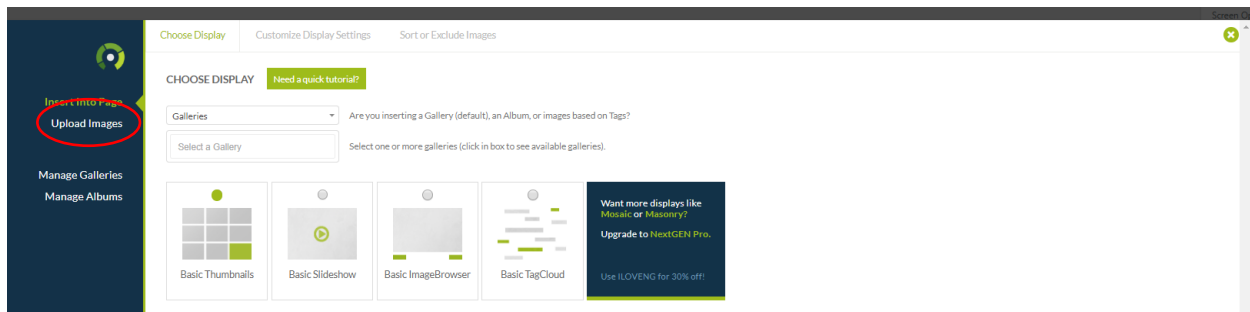 Screen Op
Choose Display
Customize Display Settings
Sort or Exclude Images
CHOOSE DISPLAY
Need a quick tutorial?
Insert Into Page
Upload Images
Manage Galleries
Manage Albums
Galleries
Are you inserting a Gallery (default), an Album, or images based on Tags?
Select a Gallery
Select one or more galleries (click in box to see available galleries).
Basic Thumbnails
Basic Slideshow
Basic ImageBrowser
Basic TagCloud
Want more displays like
Mosaic or Masonry?
Upgrade to NextGEN Pro.
Use ILOVENG for 30% off!